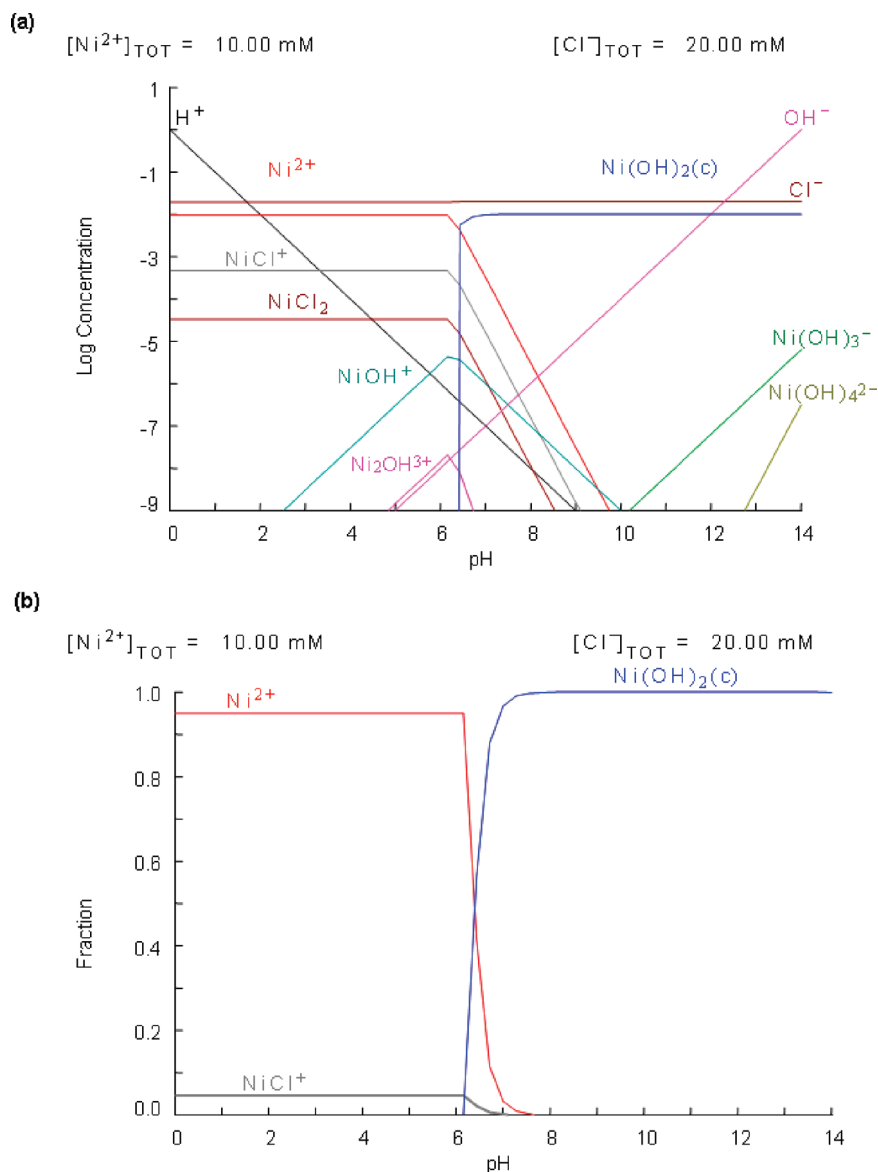 (a)
[Ni²⁺]TOT = 10.00 mM [Cl⁻]TOT = 20.00 mM
1
H⁺
OH⁻
-1
Ni²⁺
Ni(OH)₂(c)
Cl⁻
-3
NiCl⁺
NiCl₂
Log Concentration
-5
Ni(OH)₃⁻
NiOH⁺
Ni(OH)₄²⁻
-7
Ni₂OH³⁺
-9
0 2 4 6 8 10 12 14
pH
(b)
[Ni²⁺]TOT = 10.00 mM [Cl⁻]TOT = 20.00 mM
Ni(OH)₂(c)
1.0
Ni²⁺
0.8
0.6
Fraction
0.4
0.2
NiCl⁺
0.0
0 2 4 6 8 10 12 14
pH